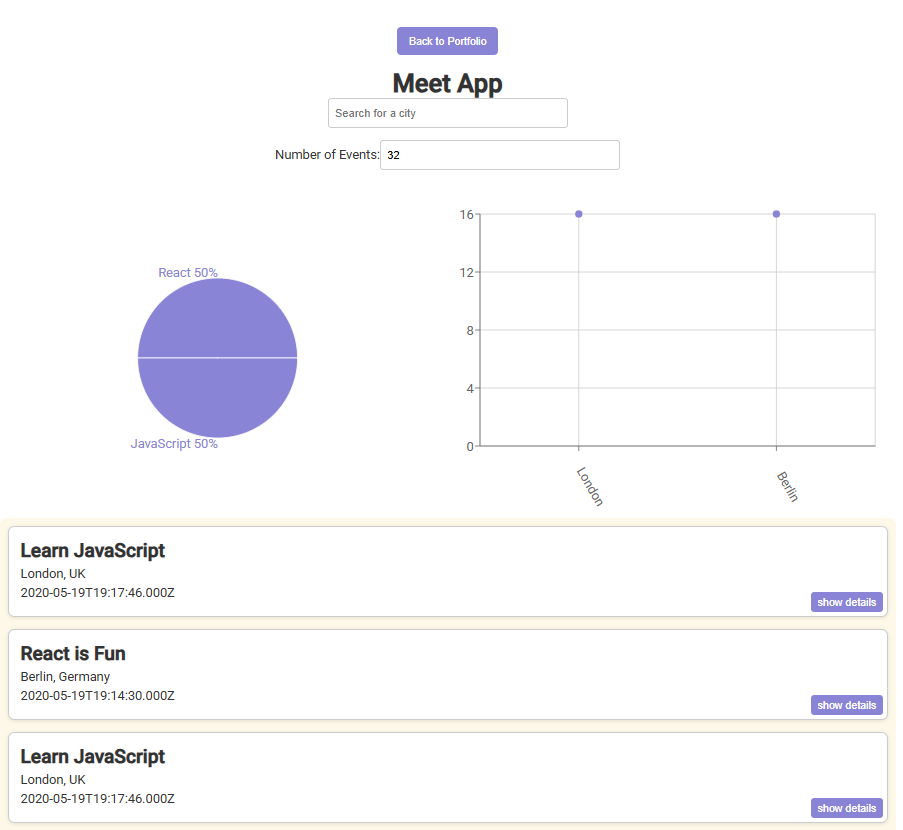 Back to Portfolio
Meet App
Search for a city
Number of Events: 32
React 50%
JavaScript 50%
16
12
8
4
0
London
Berlin
Learn JavaScript
London, UK
2020-05-19T19:17:46.000Z
show details
React is Fun
Berlin, Germany
2020-05-19T19:14:30.000Z
show details
Learn JavaScript
London, UK
2020-05-19T19:17:46.000Z
show details